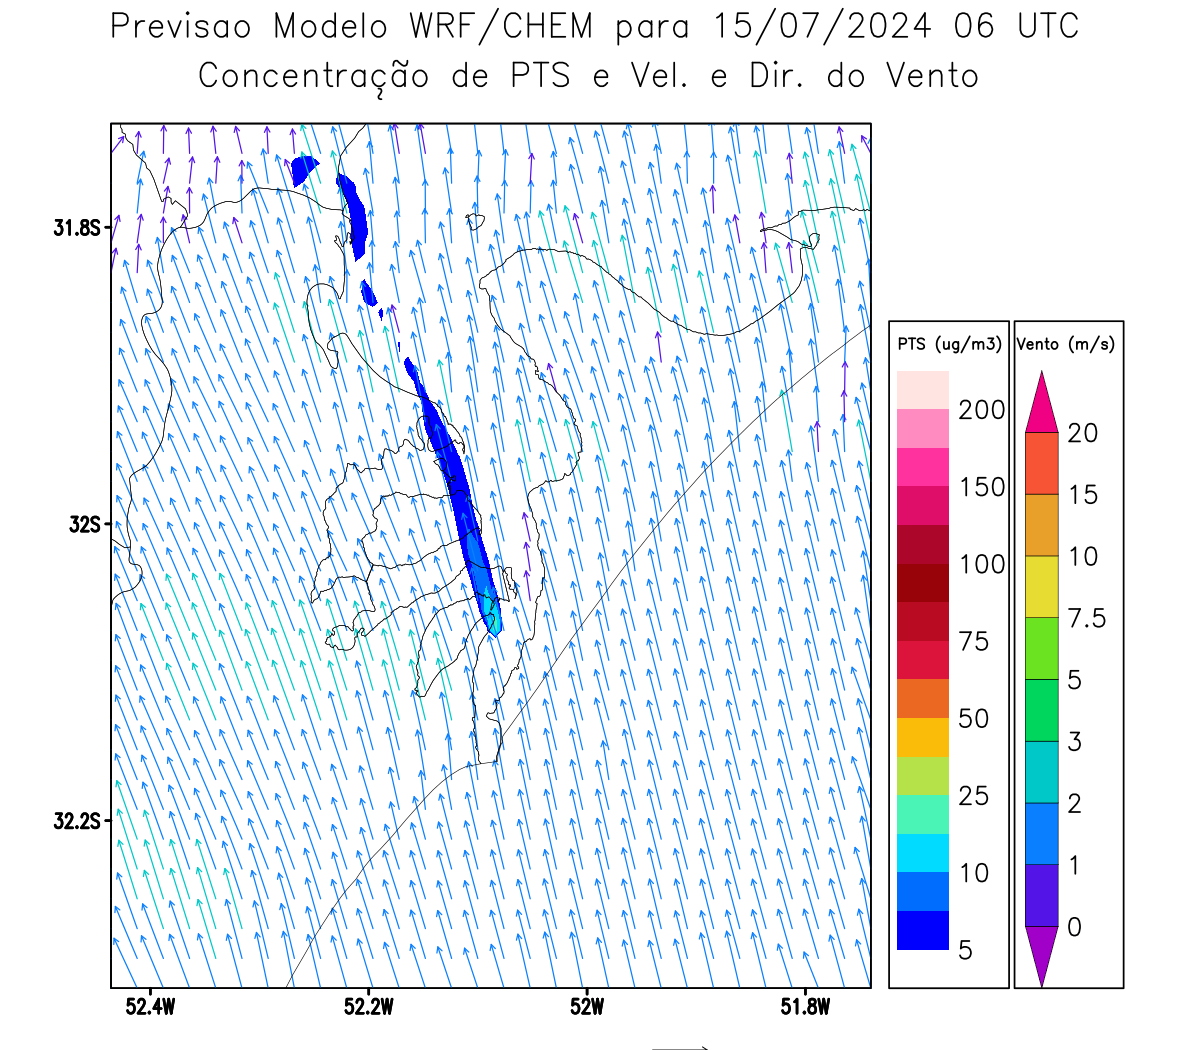 Previsao Modelo WRF/CHEM para 15/07/2024 06 UTC
Concentração de PTS e Vel. e Dir. do Vento
31.8S
32S
32.2S
52.4W
52.2W
52W
51.8W
PTS (ug/m3)
200
150
100
75
50
25
10
5
Vento (m/s)
20
15
10
7.5
5
3
2
1
0